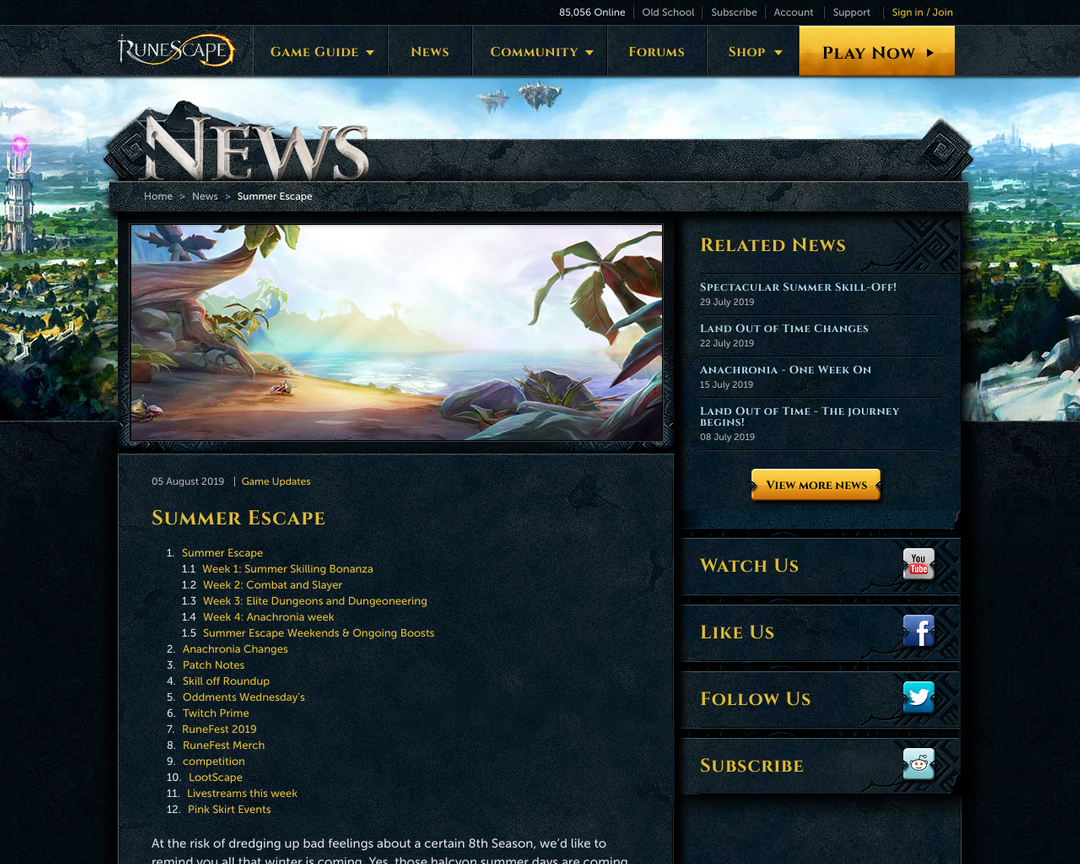 85,056 Online
Old School
Subscribe
Account
Support
Sign in / Join
RuneScape
Game Guide
News
Community
Forums
Shop
Play Now
News
Home > News > Summer Escape
Related News
Spectacular Summer Skill-Off!
29 July 2019
Land Out of Time Changes
22 July 2019
Anachronia - One Week On
15 July 2019
Land Out of Time - The journey
begins!
08 July 2019
View more news
Watch Us
You
Tube
Like Us
f
Follow Us
Subscribe
05 August 2019 | Game Updates
Summer Escape
1. Summer Escape
1.1 Week 1: Summer Skilling Bonanza
1.2 Week 2: Combat and Slayer
1.3 Week 3: Elite Dungeons and Dungeoneering
1.4 Week 4: Anachronia week
1.5 Summer Escape Weekends & Ongoing Boosts
2. Anachronia Changes
3. Patch Notes
4. Skill off Roundup
5. Oddments Wednesday's
6. Twitch Prime
7. RuneFest 2019
8. RuneFest Merch
9. competition
10. LootScape
11. Livestreams this week
12. Pink Skirt Events
At the risk of dredging up bad feelings about a certain 8th Season, we'd like to
remind you all that winter is coming. Yes, those halcyon summer days are coming